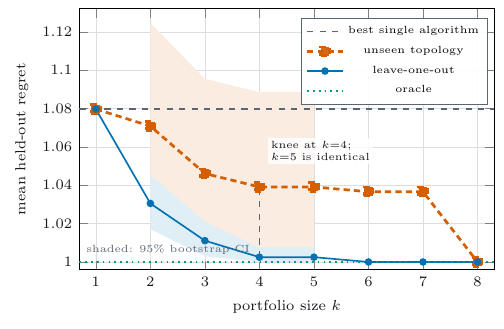 1.12
1.1
1.08
1.06
1.04
1.02
1
mean held-out regret
best single algorithm
unseen topology
leave-one-out
oracle
knee at k=4;
k=5 is identical
shaded: 95% bootstrap CI
1 2 3 4 5 6 7 8
portfolio size k